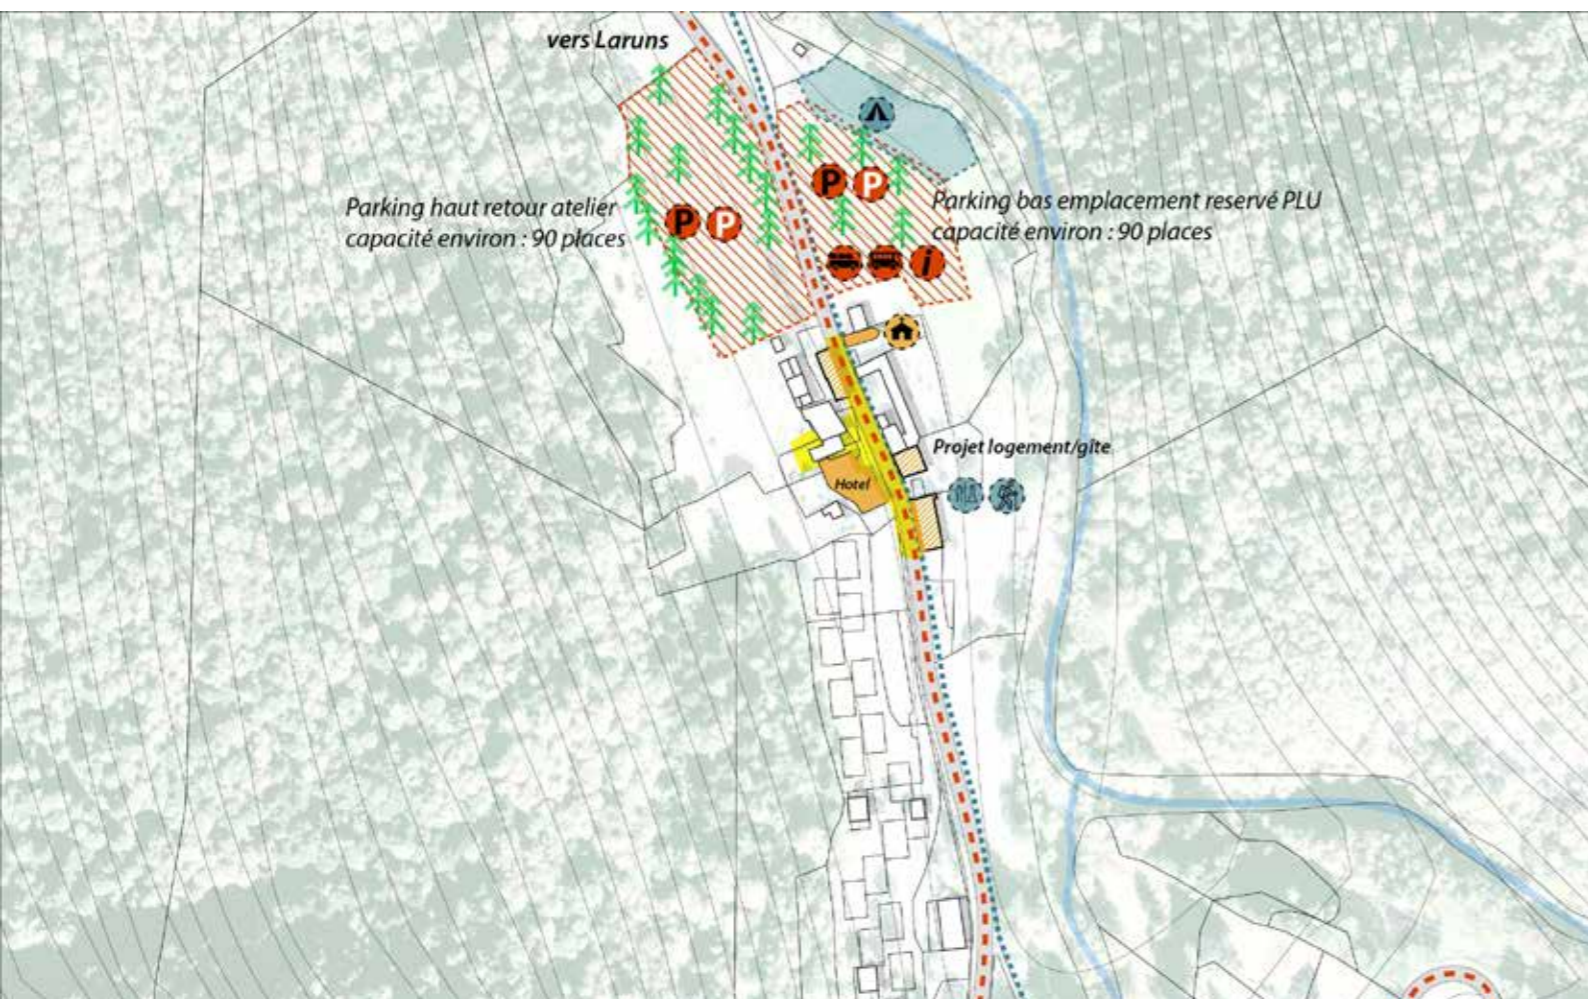 vers Laruns
P P
Parking haut retour atelier
capacité environ : 90 places
P P
Parking bas emplacement reservé PLU
capacité environ : 90 places
i
Projet logement/gîte
Hotel